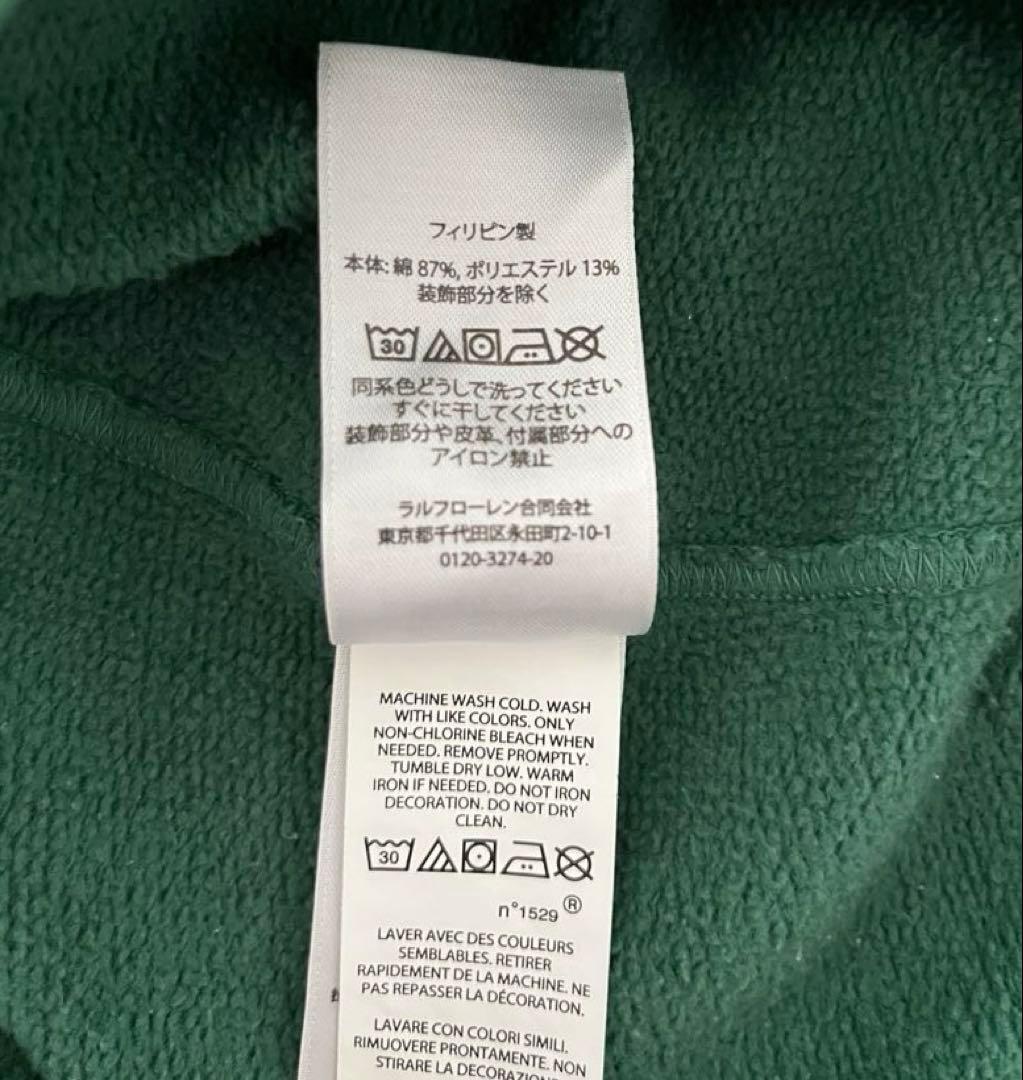 フィリピン製
本体: 綿 87%, ポリエステル 13%
装飾部分を除く
30
同系色どうしで洗ってください
すぐに干してください
装飾部分や皮革、付属部分への
アイロン禁止
ラルフローレン合同会社
東京都千代田区永田町2-10-1
0120-3274-20
MACHINE WASH COLD. WASH
WITH LIKE COLORS. ONLY
NON-CHLORINE BLEACH WHEN
NEEDED. REMOVE PROMPTLY.
TUMBLE DRY LOW. WARM
IRON IF NEEDED. DO NOT IRON
DECORATION. DO NOT DRY
CLEAN.
30
n°1529 ®
LAVER AVEC DES COULEURS
SEMBLABLES. RETIRER
RAPIDEMENT DE LA MACHINE. NE
PAS REPASSER LA DÉCORATION.
LAVARE CON COLORI SIMILI.
RIMUOVERE PRONTAMENTE. NON
STIRARE LA DECORAZIONE